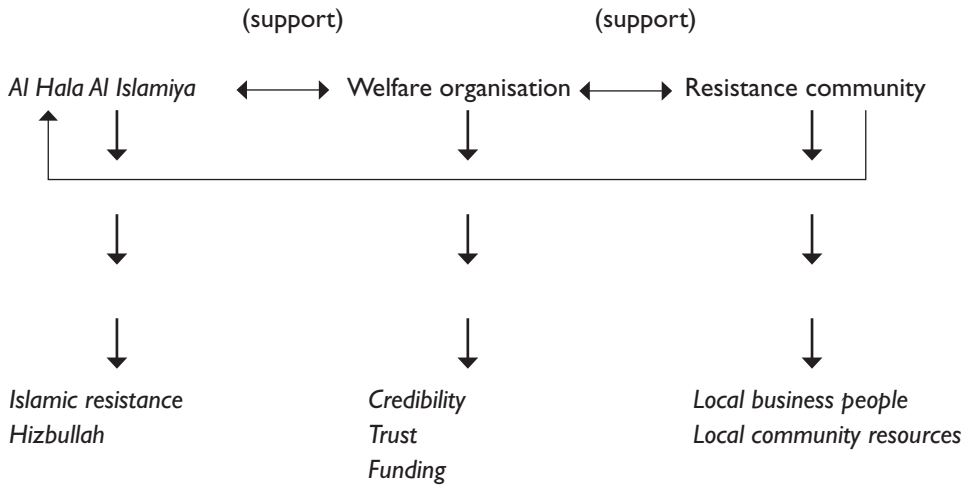 (support) (support)
Al Hala Al Islamiya Welfare organisation Resistance community
Islamic resistance Credibility Local business people
Hizbullah Trust Local community resources
Funding